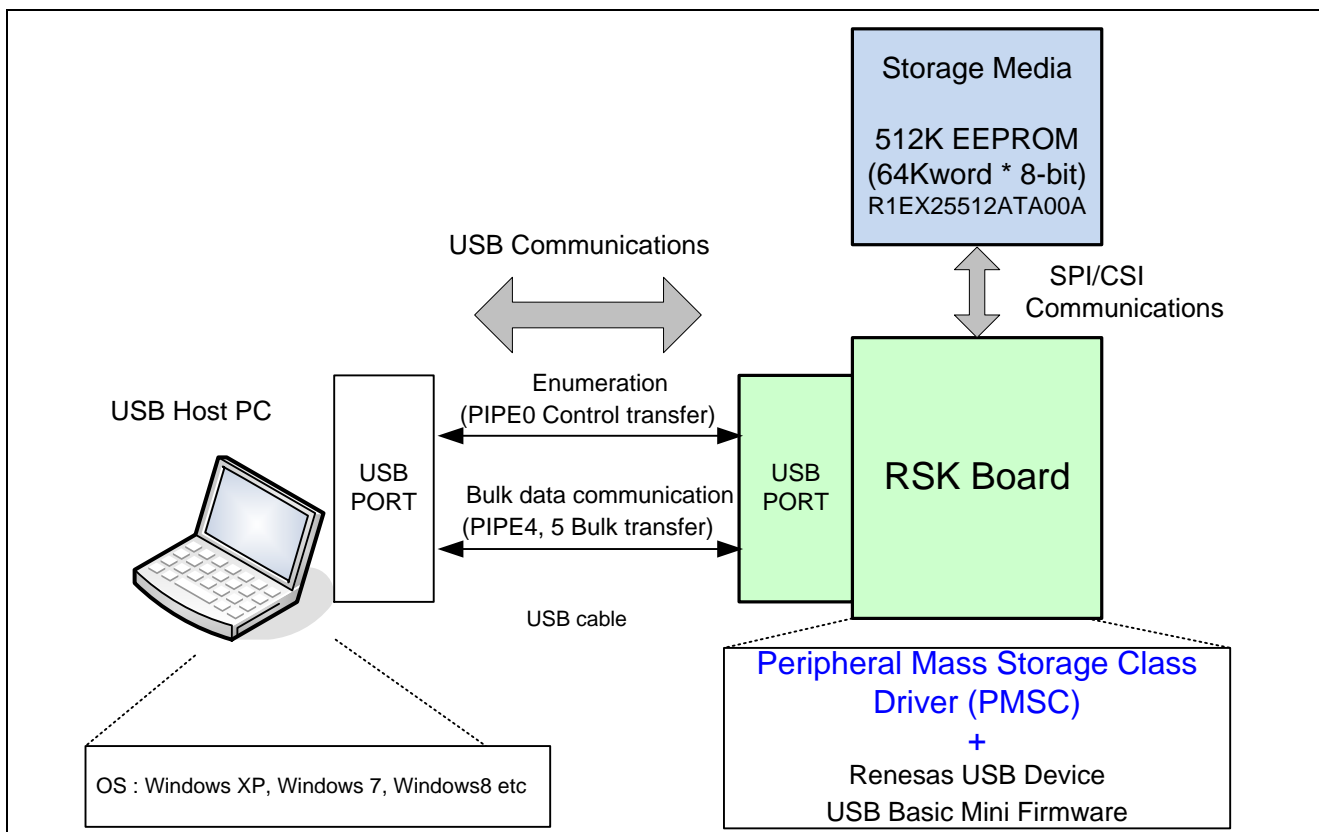 Storage Media
512K EEPROM
(64Kword * 8-bit)
R1EX25512ATA00A
USB Communications
SPI/CSI
Communications
Enumeration
(PIPE0 Control transfer)
USB Host PC
USB
PORT
Bulk data communication
(PIPE4, 5 Bulk transfer)
USB
PORT
RSK Board
USB cable
Peripheral Mass Storage Class
Driver (PMSC)
+
Renesas USB Device
USB Basic Mini Firmware
OS : Windows XP, Windows 7, Windows8 etc